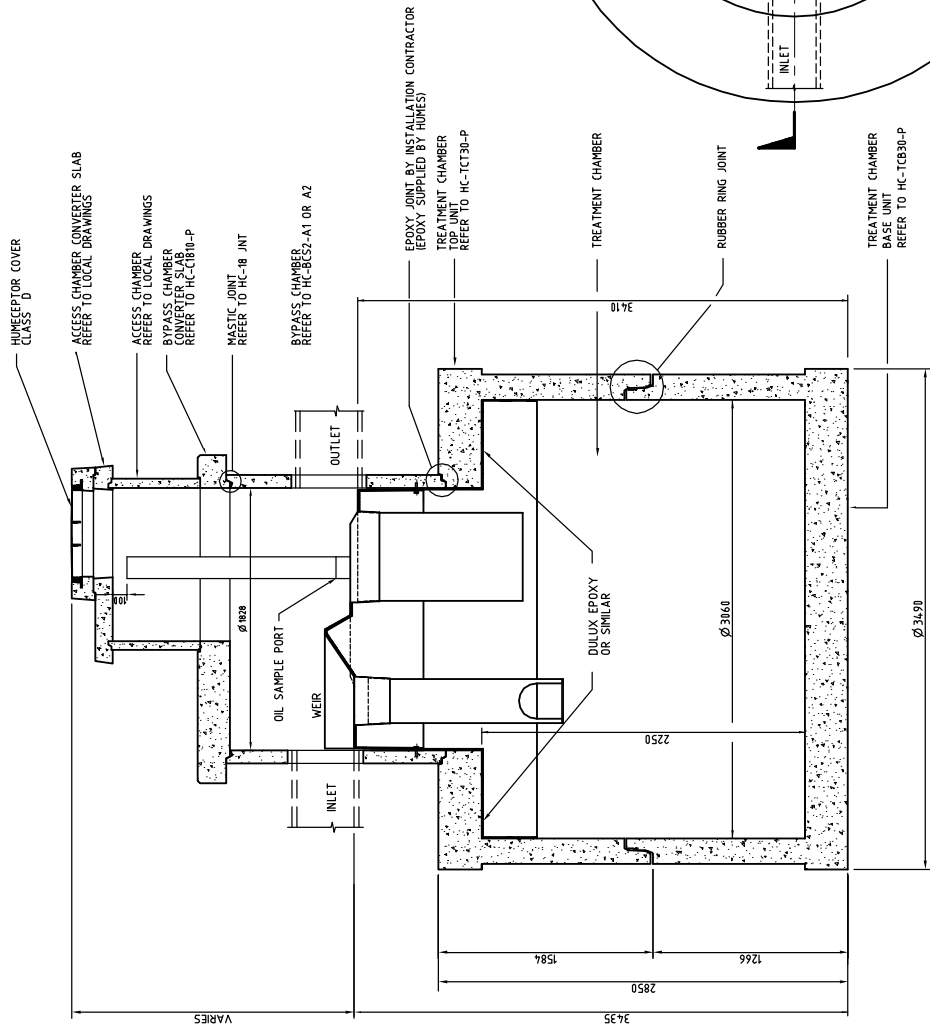 HUMECEPTOR COVER
CLASS D
ACCESS CHAMBER CONVERTER SLAB
REFER TO LOCAL DRAWINGS
ACCESS CHAMBER
REFER TO LOCAL DRAWINGS
BYPASS CHAMBER
CONVERTER SLAB
REFER TO HC-C1810-P
MASTIC JOINT
REFER TO HC-18 JNT
BYPASS CHAMBER
REFER TO HC-BCS2-A1 OR A2
EPOXY JOINT BY INSTALLATION CONTRACTOR
(EPOXY SUPPLIED BY HUMES)
TREATMENT CHAMBER
TOP UNIT
REFER TO HC-TCT30-P
TREATMENT CHAMBER
RUBBER RING JOINT
TREATMENT CHAMBER
BASE UNIT
REFER TO HC-TCB30-P
INLET
3410
OUTLET
100
Ø1828
OIL SAMPLE PORT
WEIR
INLET
DULUX EPOXY
OR SIMILAR
2250
Ø3060
Ø3490
1584
1266
2850
VARIES
3435